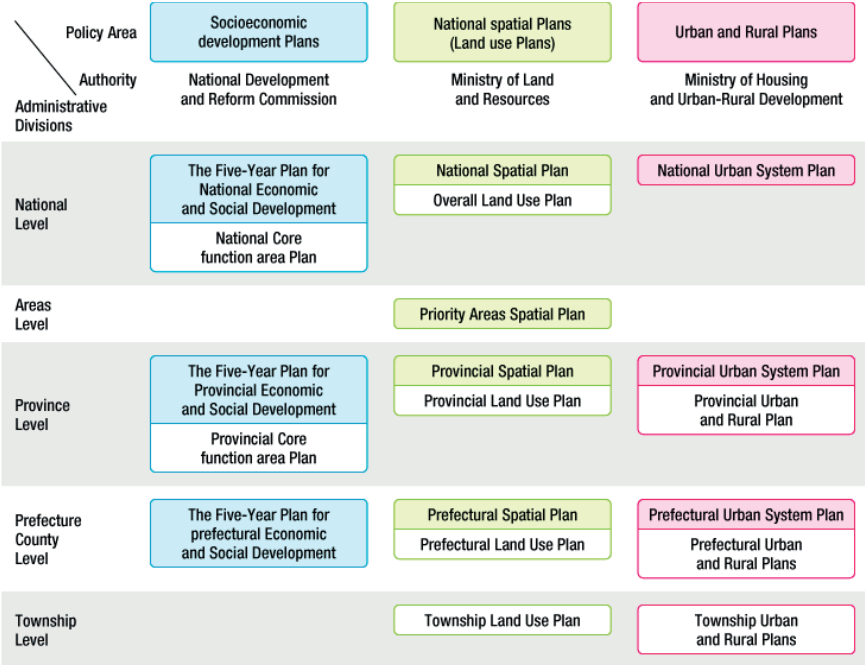 Policy Area
Socioeconomic
development Plans
National spatial Plans
(Land use Plans)
Urban and Rural Plans
Authority
Administrative
Divisions
National Development
and Reform Commission
Ministry of Land
and Resources
Ministry of Housing
and Urban-Rural Development
National
Level
The Five-Year Plan for
National Economic
and Social Development
National Core
function area Plan
National Spatial Plan
Overall Land Use Plan
National Urban System Plan
Areas
Level
Priority Areas Spatial Plan
Province
Level
The Five-Year Plan for
Provincial Economic
and Social Development
Provincial Core
function area Plan
Provincial Spatial Plan
Provincial Land Use Plan
Provincial Urban System Plan
Provincial Urban
and Rural Plan
Prefecture
County
Level
The Five-Year Plan for
prefectural Economic
and Social Development
Prefectural Spatial Plan
Prefectural Land Use Plan
Prefectural Urban System Plan
Prefectural Urban
and Rural Plans
Township
Level
Township Land Use Plan
Township Urban
and Rural Plans